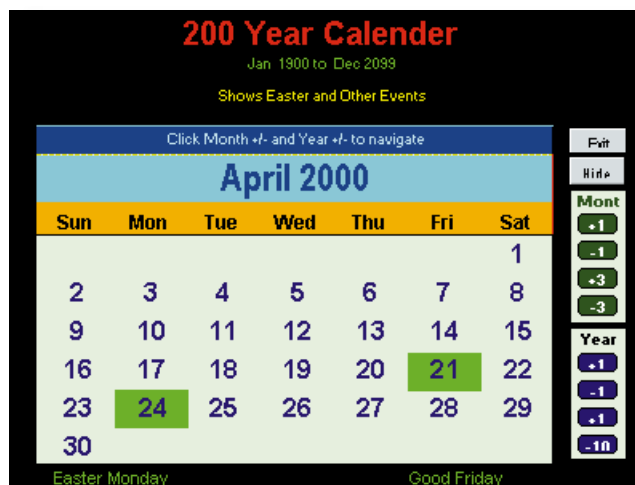 200 Year Calender
Jan 1900 to Dec 2099
Shows Easter and Other Events
Click Month +/- and Year +/- to navigate
Exit
April 2000
Hide
Sun Mon Tue Wed Thu Fri Sat
1
2 3 4 5 6 7 8
9 10 11 12 13 14 15
16 17 18 19 20 21 22
23 24 25 26 27 28 29
30
Mont
+1
-1
+3
-3
Year
+1
-1
+1
-10
Easter Monday Good Friday